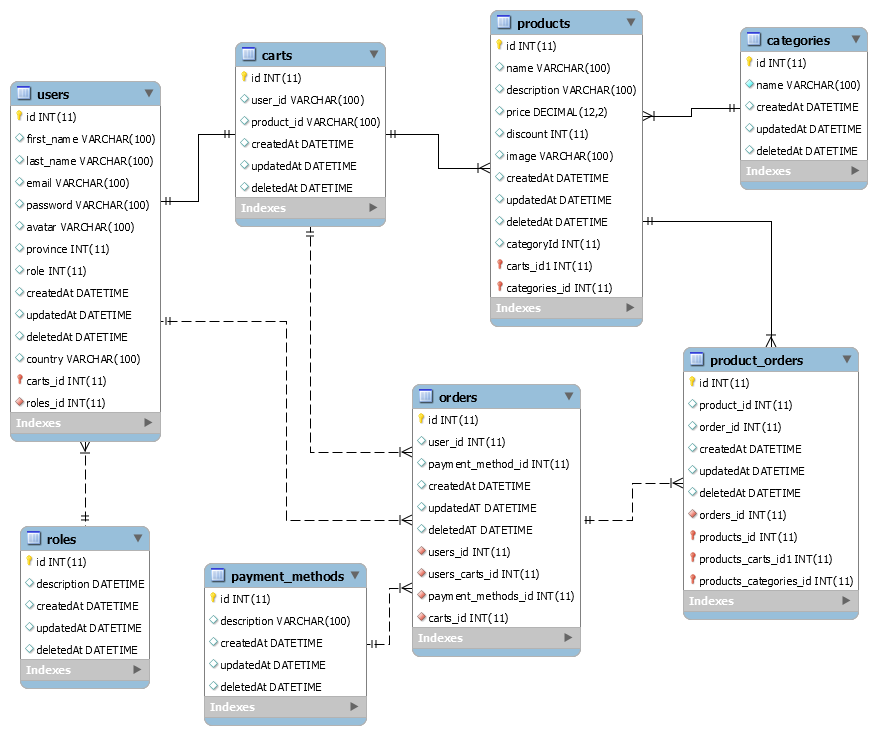 users
id INT(11)
first_name VARCHAR(100)
last_name VARCHAR(100)
email VARCHAR(100)
password VARCHAR(100)
avatar VARCHAR(100)
province INT(11)
role INT(11)
createdAt DATETIME
updatedAt DATETIME
deletedAt DATETIME
country VARCHAR(100)
carts_id INT(11)
roles_id INT(11)
Indexes
carts
id INT(11)
user_id VARCHAR(100)
product_id VARCHAR(100)
createdAt DATETIME
updatedAt DATETIME
deletedAt DATETIME
Indexes
products
id INT(11)
name VARCHAR(100)
description VARCHAR(100)
price DECIMAL(12,2)
discount INT(11)
image VARCHAR(100)
createdAt DATETIME
updatedAt DATETIME
deletedAt DATETIME
categoryId INT(11)
carts_id1 INT(11)
categories_id INT(11)
Indexes
categories
id INT(11)
name VARCHAR(100)
createdAt DATETIME
updatedAt DATETIME
deletedAt DATETIME
Indexes
roles
id INT(11)
description DATETIME
createdAt DATETIME
updatedAt DATETIME
deletedAt DATETIME
Indexes
payment_methods
id INT(11)
description VARCHAR(100)
createdAt DATETIME
updatedAt DATETIME
deletedAt DATETIME
Indexes
orders
id INT(11)
user_id INT(11)
payment_method_id INT(11)
createdAt DATETIME
updatedAT DATETIME
deletedAT DATETIME
users_id INT(11)
users_carts_id INT(11)
payment_methods_id INT(11)
carts_id INT(11)
Indexes
product_orders
id INT(11)
product_id INT(11)
order_id INT(11)
createdAt DATETIME
updatedAt DATETIME
deletedAt DATETIME
orders_id INT(11)
products_id INT(11)
products_carts_id1 INT(11)
products_categories_id INT(11)
Indexes